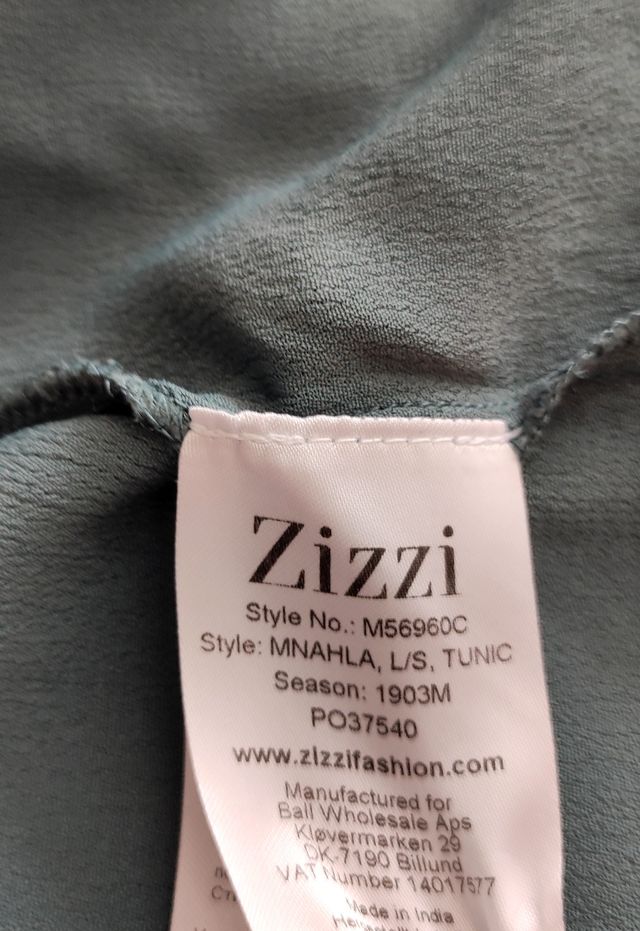 Zizzi
Style No.: M56960C
Style: MNAHLA, L/S, TUNIC
Season: 1903M
PO37540
www.zizzifashion.com
Manufactured for
Ball Wholesale Aps
Kløvermarken 29
DK-7190 Billund
VAT Number 14017577
Made in India